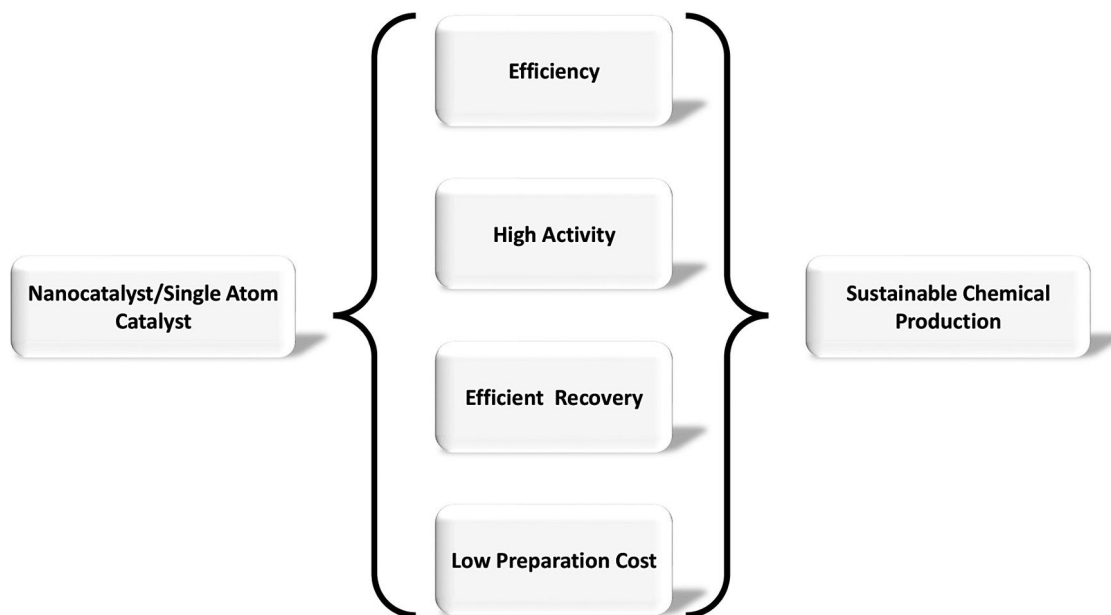 Efficiency
High Activity
Nanocatalyst/Single Atom
Catalyst
Sustainable Chemical
Production
Efficient Recovery
Low Preparation Cost